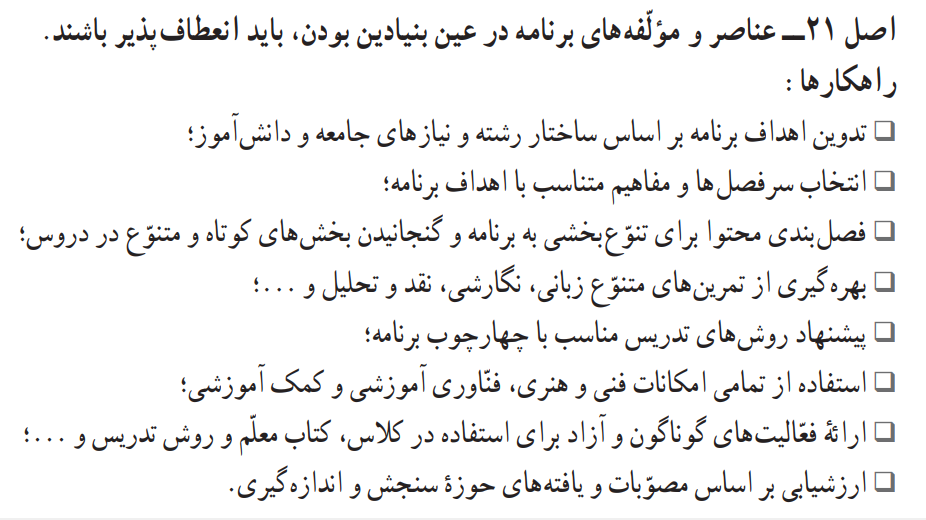 اصل ۲۱ــ عناصر و مؤلّفه‌های برنامه در عین بنیادین بودن، باید انعطاف‌پذیر باشند.
راهکارها :
❑ تدوین اهداف برنامه بر اساس ساختار رشته و نیازهای جامعه و دانش‌آموز؛
❑ انتخاب سرفصل‌ها و مفاهیم متناسب با اهداف برنامه؛
❑ فصل‌بندی محتوا برای تنوّع‌بخشی به برنامه و گنجانیدن بخش‌های کوتاه و متنوّع در دروس؛
❑ بهره‌گیری از تمرین‌های متنوّع زبانی، نگارشی، نقد و تحلیل و ...؛
❑ پیشنهاد روش‌های تدریس مناسب با چهارچوب برنامه؛
❑ استفاده از تمامی امکانات فنی و هنری، فنّاوری آموزشی و کمک آموزشی؛
❑ ارائهٔ فعّالیت‌های گوناگون و آزاد برای استفاده در کلاس، کتاب معلّم و روش تدریس و ...؛
❑ ارزشیابی بر اساس مصوّبات و یافته‌های حوزهٔ سنجش و اندازه‌گیری.